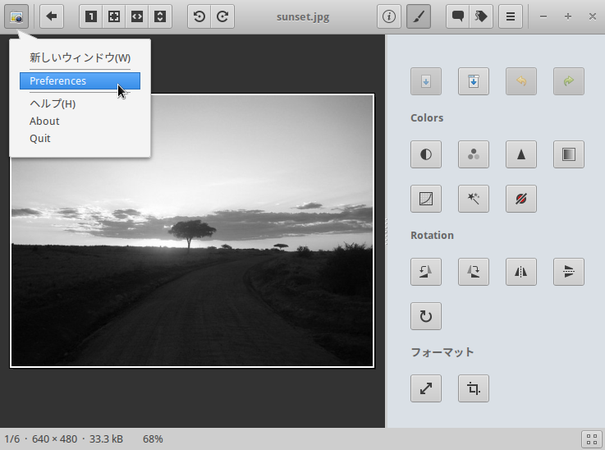 sunset.jpg
新しいウィンドウ(W)
Preferences
ヘルプ(H)
About
Quit
Colors
Rotation
フォーマット
1/6 · 640 × 480 · 33.3 kB 68%